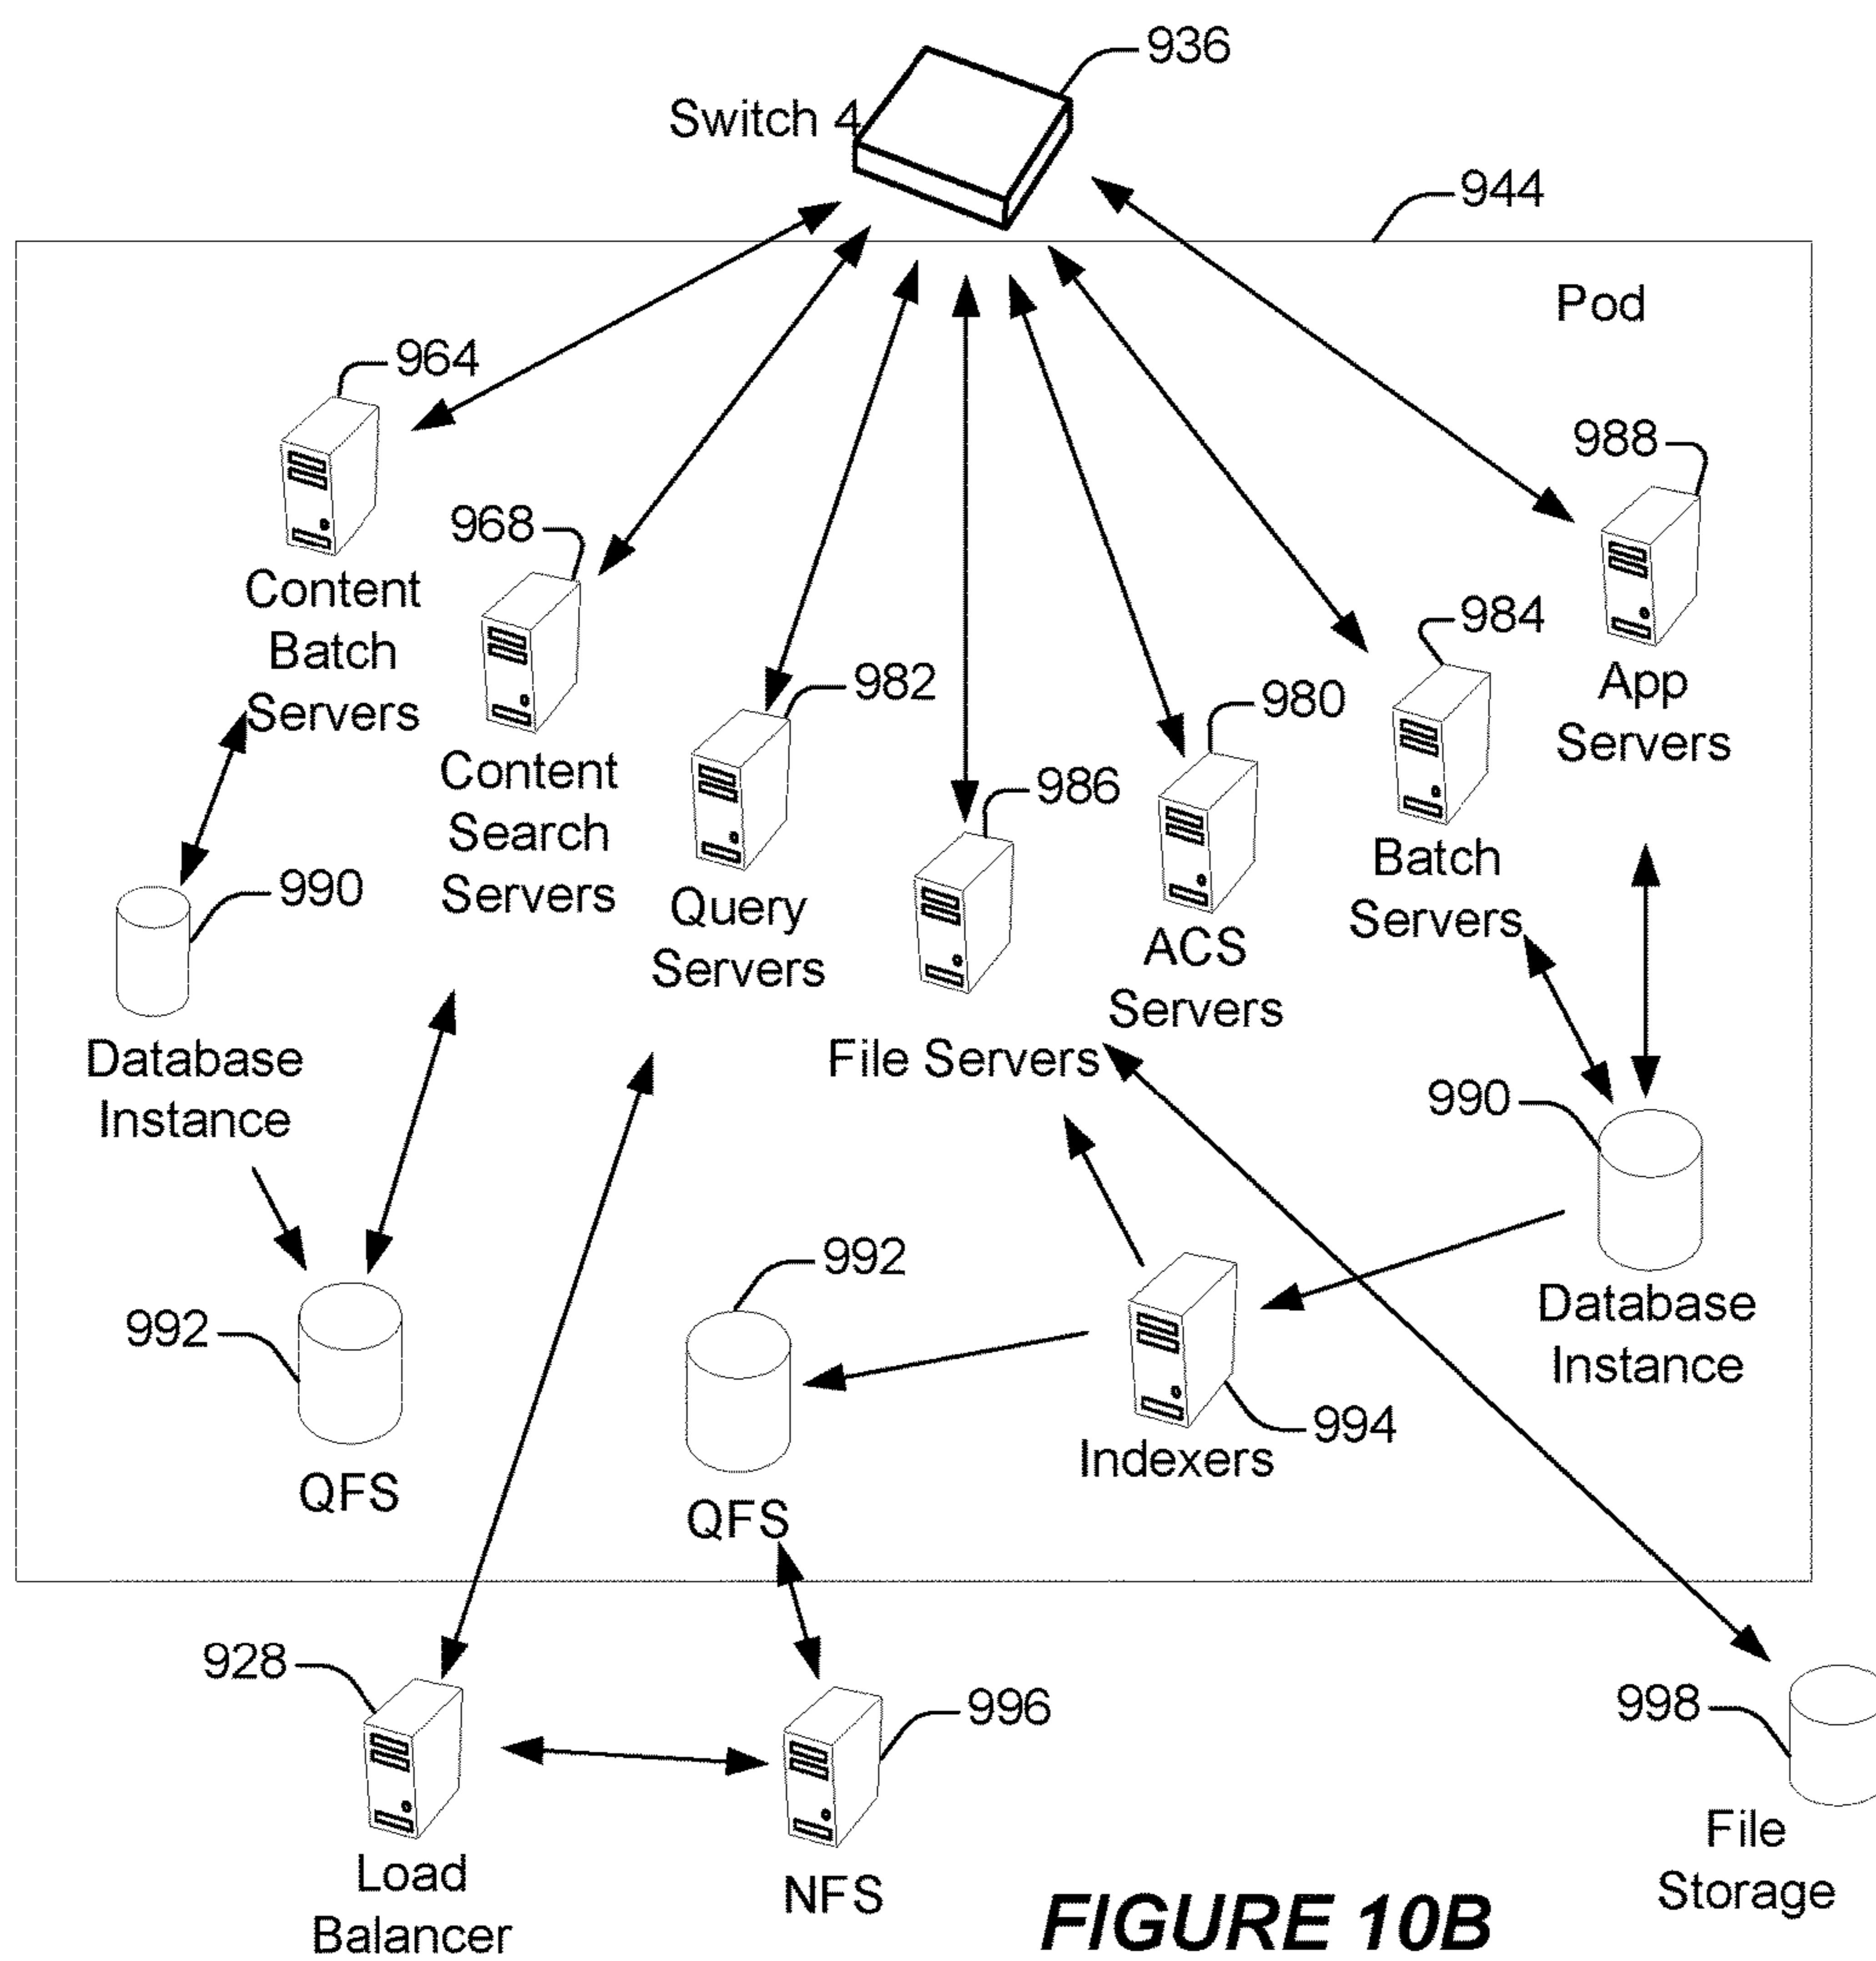 936
Switch 4
944
Pod
964
988
968
Content
Batch
Servers
984
982
980
App
Servers
Content
Search
Servers
986
Batch
Servers
990
Query
Servers
ACS
Servers
Database
Instance
File Servers
990
992
992
Database
Instance
994
Indexers
QFS
QFS
928
996
998
File
Storage
Load
Balancer
NFS
FIGURE 10B